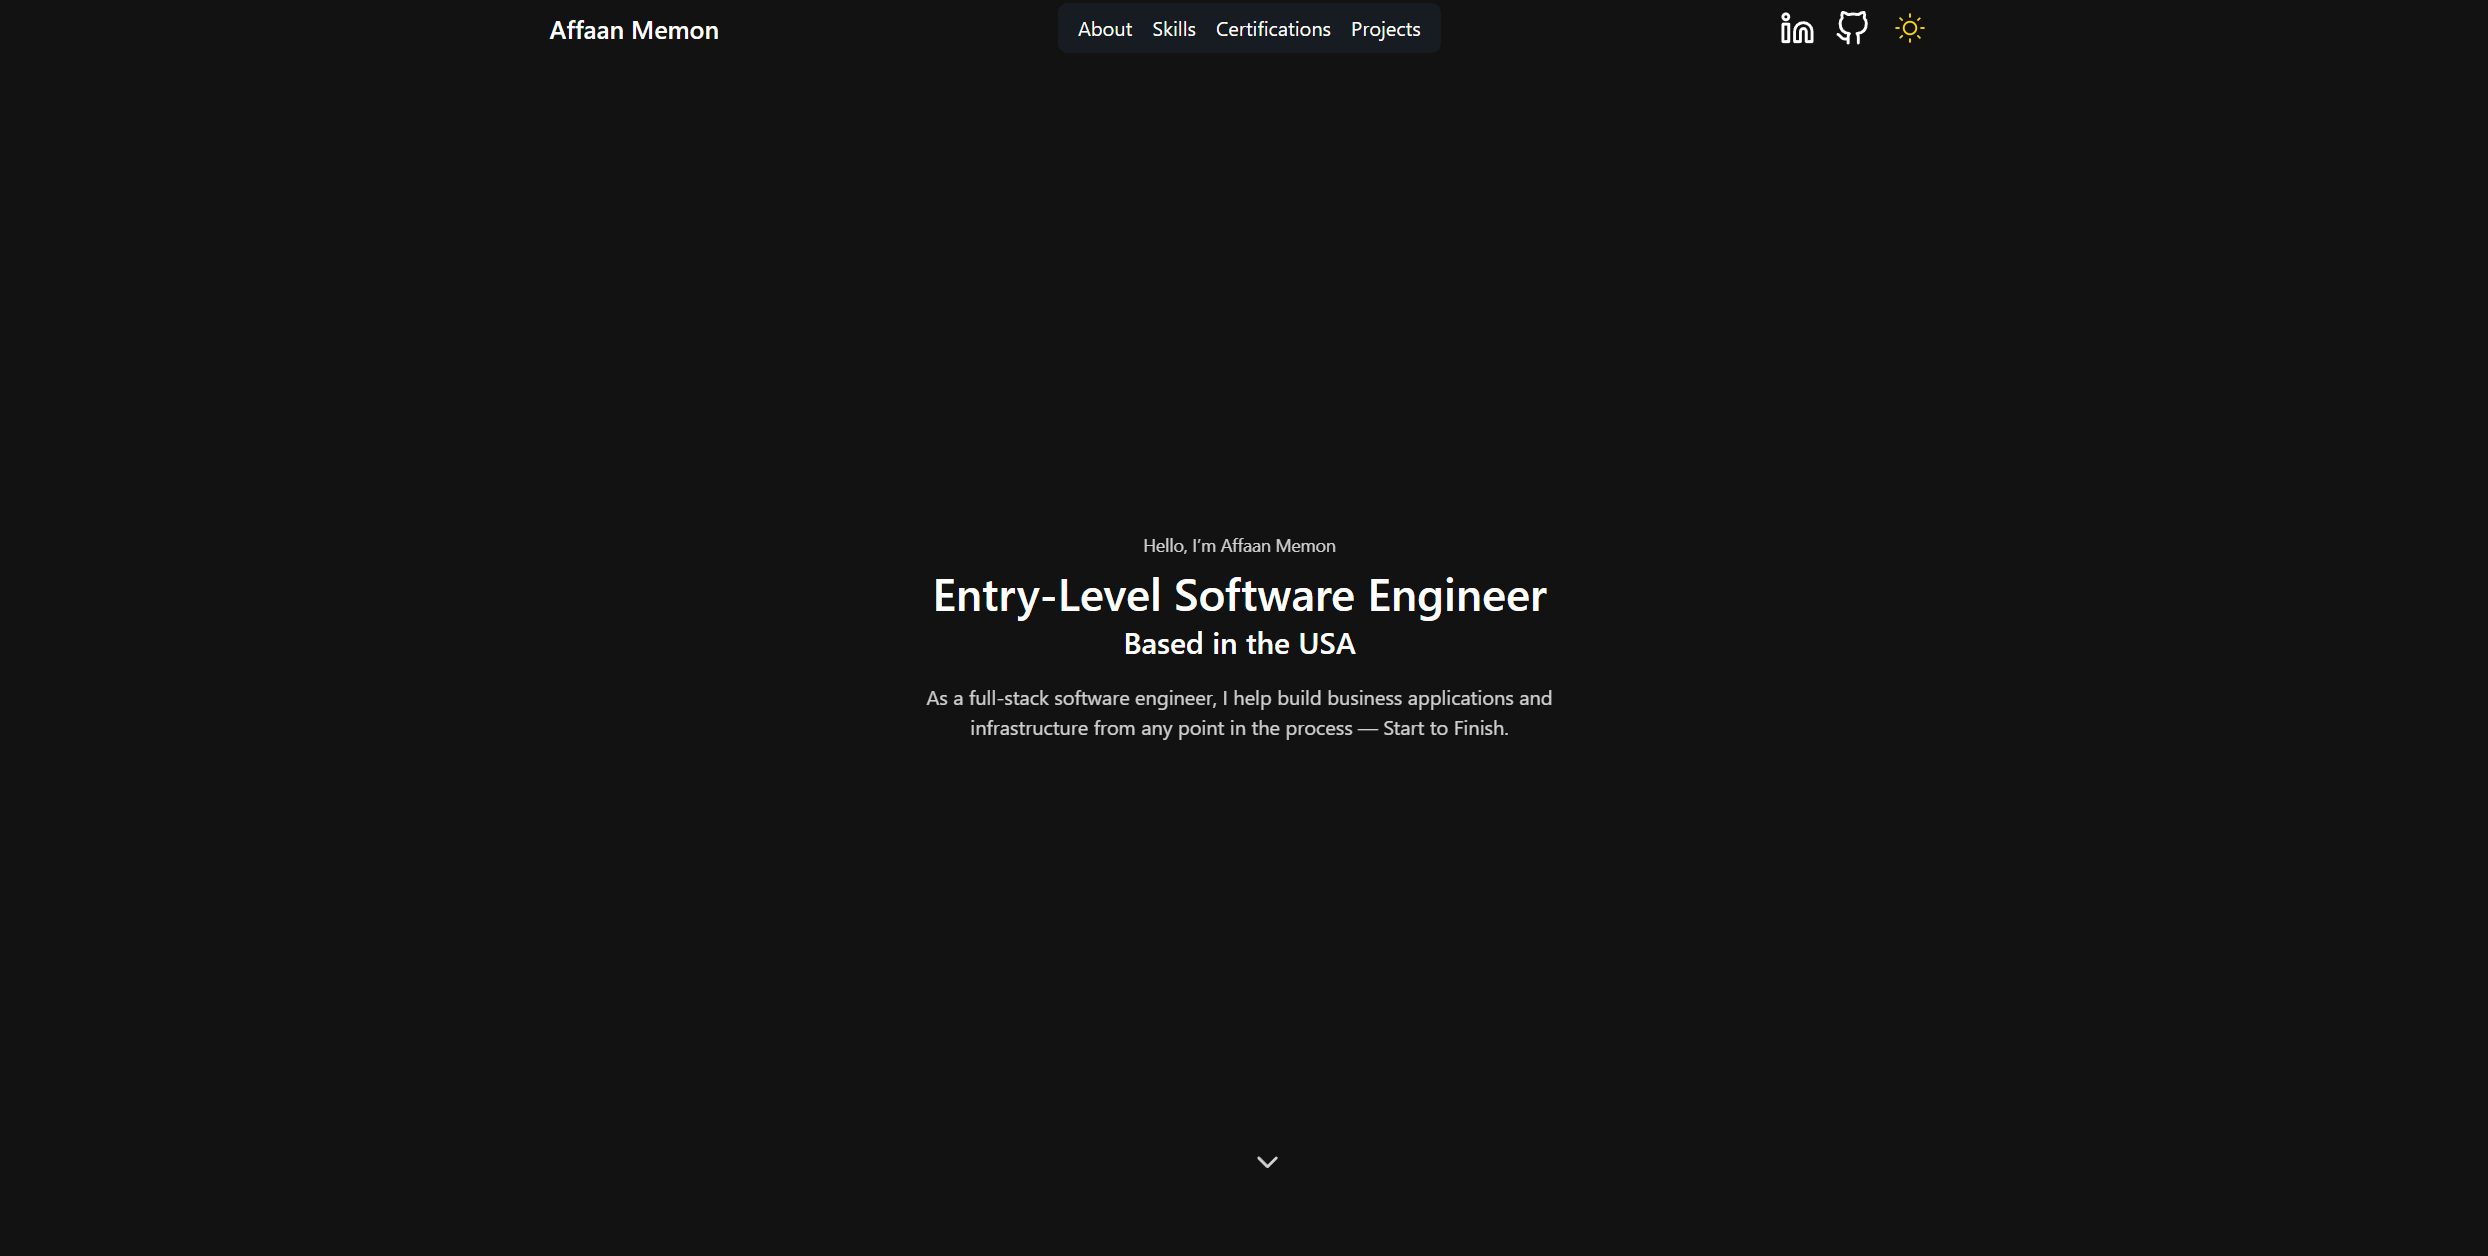 Affaan Memon
About Skills Certifications Projects
Hello, I’m Affaan Memon
Entry-Level Software Engineer
Based in the USA
As a full-stack software engineer, I help build business applications and
infrastructure from any point in the process — Start to Finish.